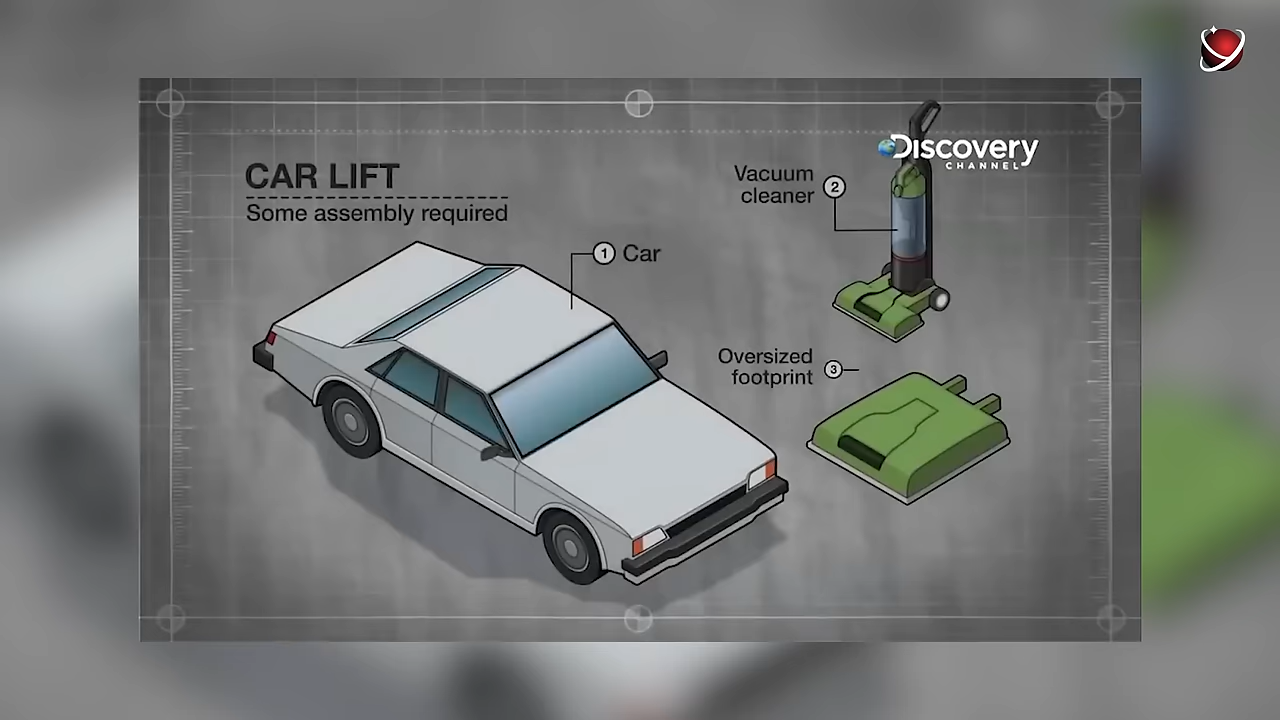 CAR LIFT
Some assembly required
1 Car
Vacuum
cleaner 2
Discovery
CHANNEL
Oversized
footprint 3